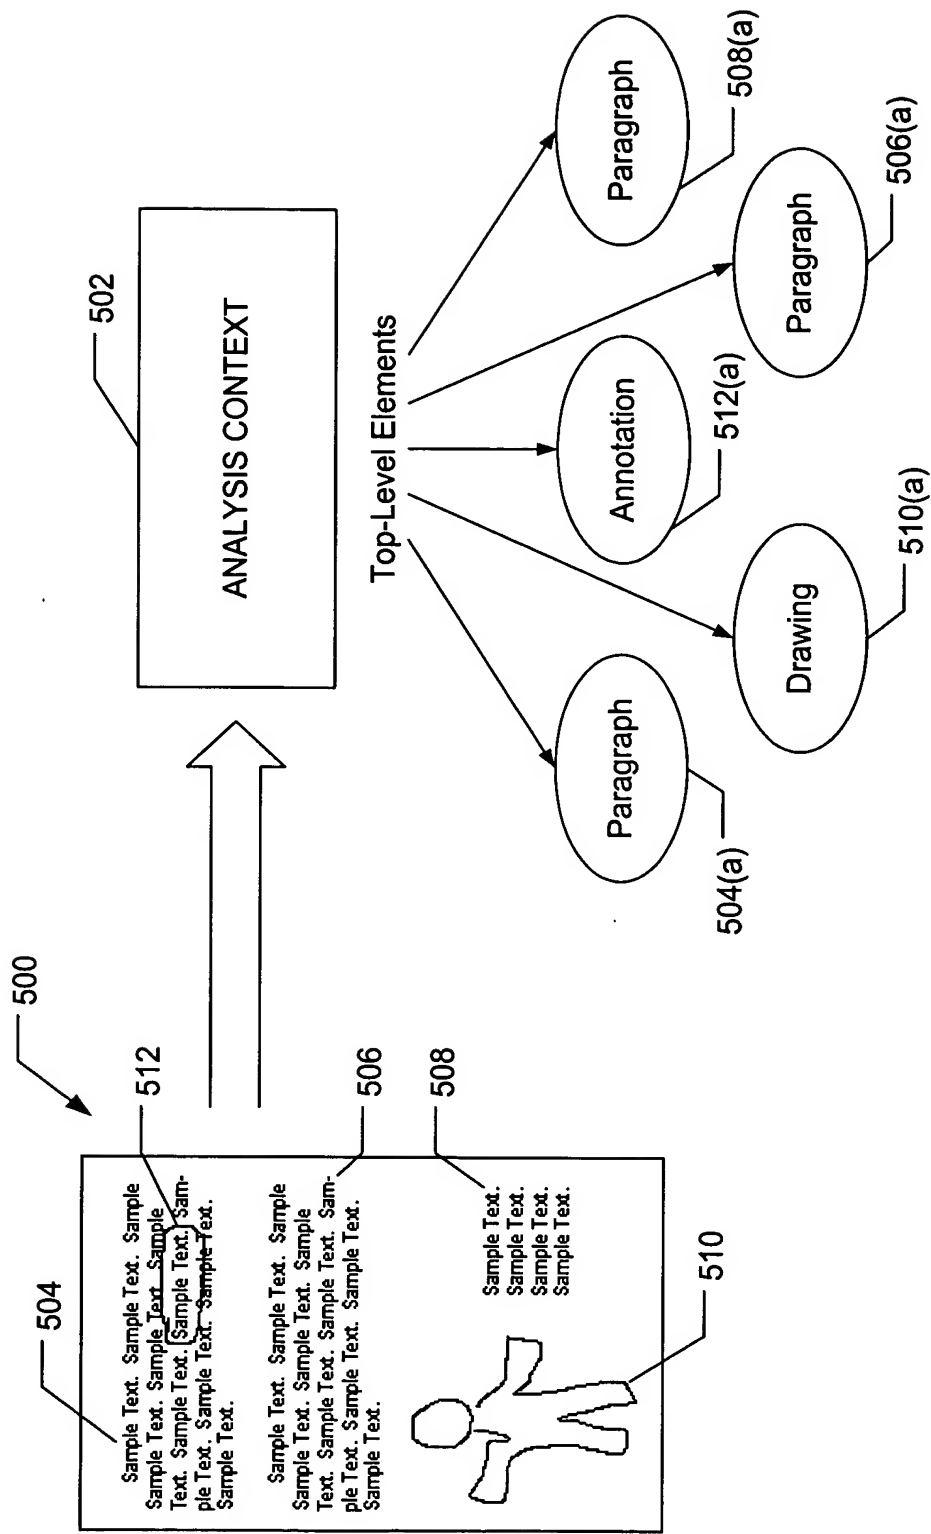 500
504
Sample Text. Sample Text. Sample
Sample Text. Sample Text. Sample
Text. Sample Text. Sample Text. Sam-
ple Text. Sample Text. Sample Text.
Sample Text.
512
Sample Text. Sample Text. Sample
Sample Text. Sample Text. Sample
Text. Sample Text. Sample Text. Sam-
ple Text. Sample Text. Sample Text.
Sample Text.
506
Sample Text.
Sample Text.
Sample Text.
Sample Text.
508
510
502
ANALYSIS CONTEXT
Top-Level Elements
Paragraph
504(a)
Drawing
510(a)
Annotation
512(a)
Paragraph
506(a)
Paragraph
508(a)